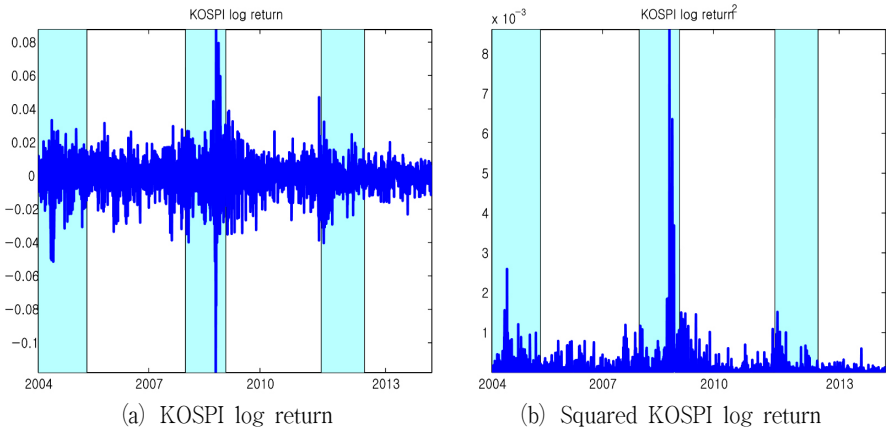 KOSPI log return
0.08
0.06
0.04
0.02
0
−0.02
−0.04
−0.06
−0.08
−0.1
2004 2007 2010 2013
(a) KOSPI log return
KOSPI log return²
x 10⁻³
8
7
6
5
4
3
2
1
2004 2007 2010 2013
(b) Squared KOSPI log return